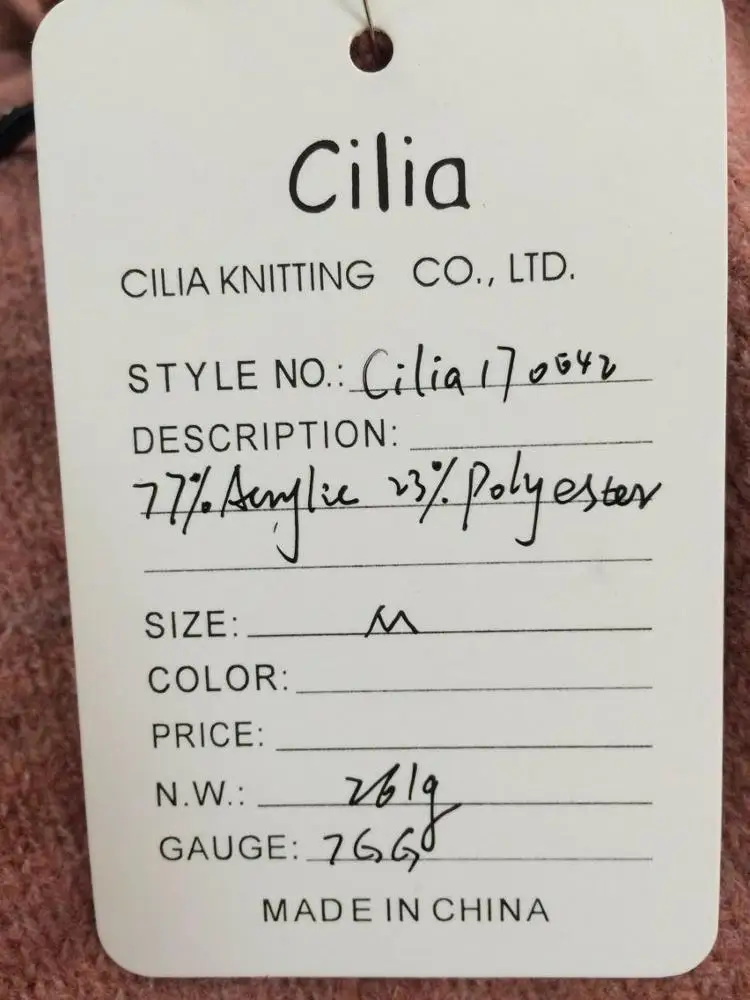 Cilia
CILIA KNITTING CO., LTD.
STYLE NO.: Cilia170642
DESCRIPTION:
77% Acrylic 23% Polyester
SIZE: M
COLOR:
PRICE:
N.W.: 261g
GAUGE: 7GG
MADE IN CHINA